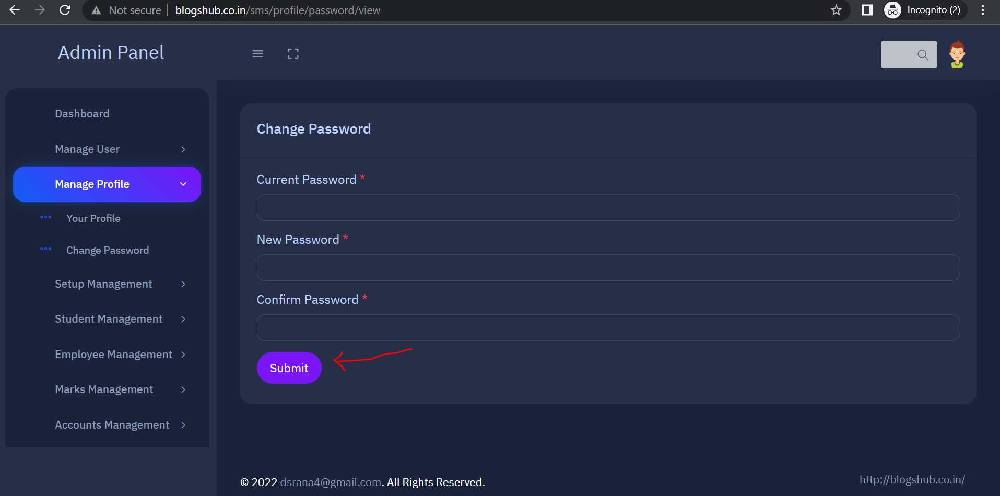 Not secure | blogshub.co.in/sms/profile/password/view
Incognito (2)
Admin Panel
Dashboard
Manage User
Manage Profile
Your Profile
Change Password
Setup Management
Student Management
Employee Management
Marks Management
Accounts Management
Change Password
Current Password *
New Password *
Confirm Password *
Submit
© 2022 dsrana4@gmail.com. All Rights Reserved.
http://blogshub.co.in/